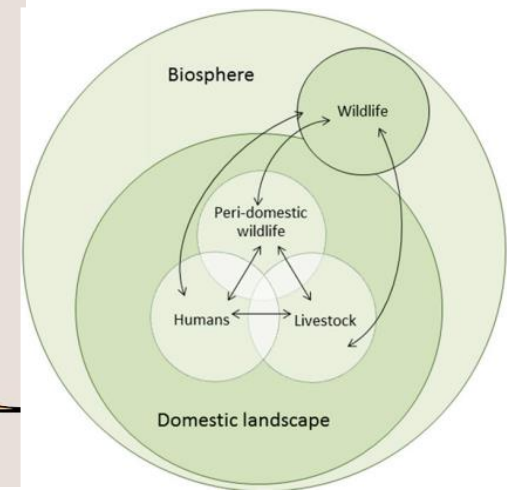 Biosphere
Wildlife
Peri-domestic
wildlife
Humans
Livestock
Domestic landscape